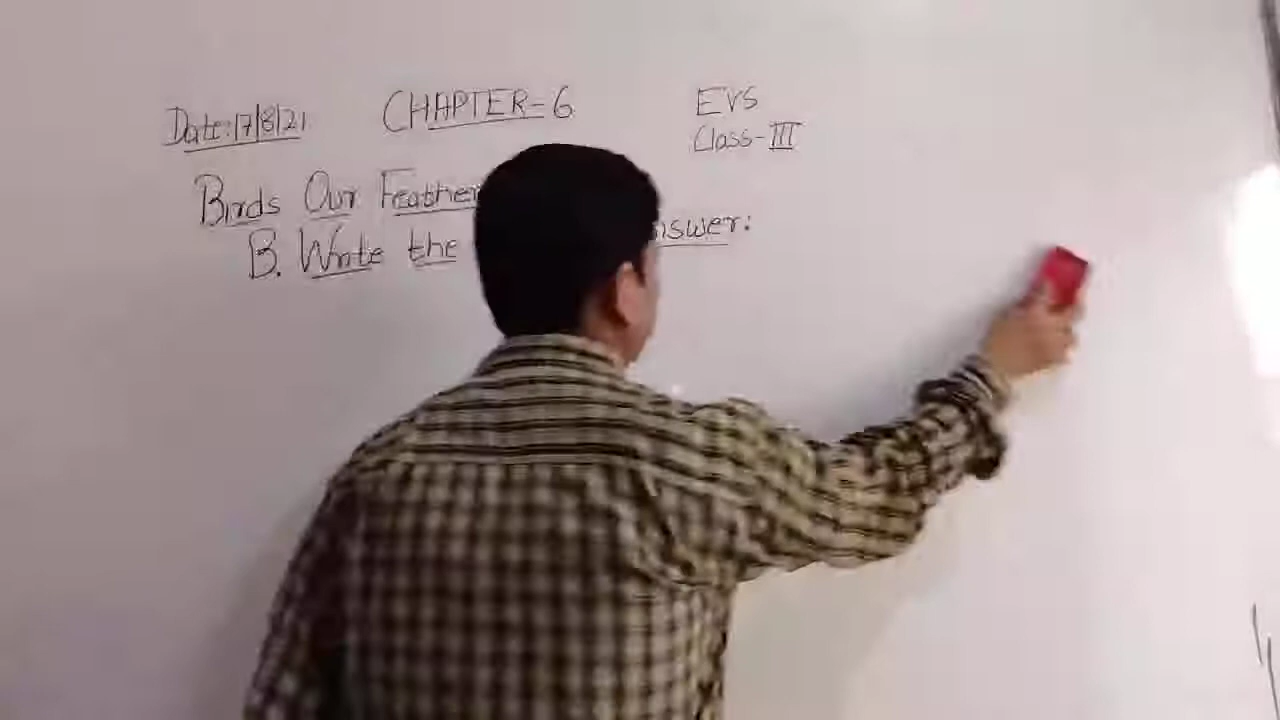 Date:17/8/21 CHAPTER-6 EVS
Class-III
Birds Our Feather
B. Write the nswer: